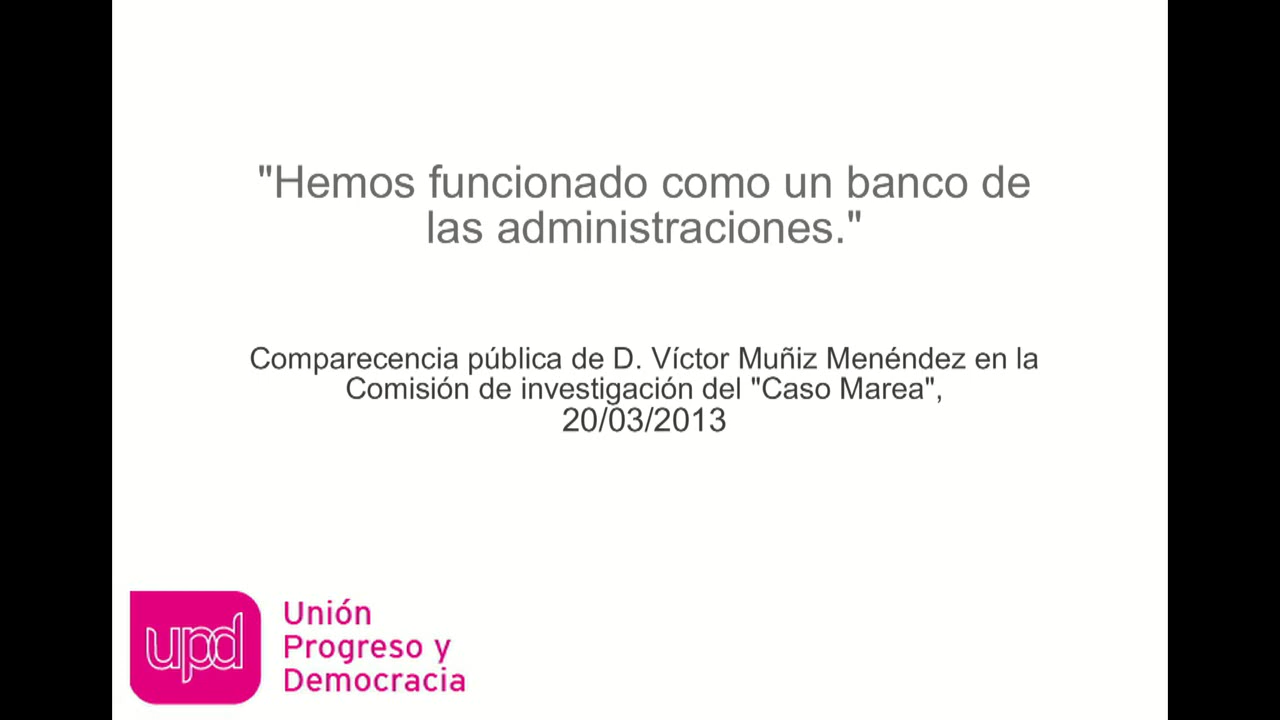 "Hemos funcionado como un banco de
las administraciones."
Comparecencia pública de D. Víctor Muñiz Menéndez en la
Comisión de investigación del "Caso Marea",
20/03/2013
upd
Unión
Progreso y
Democracia